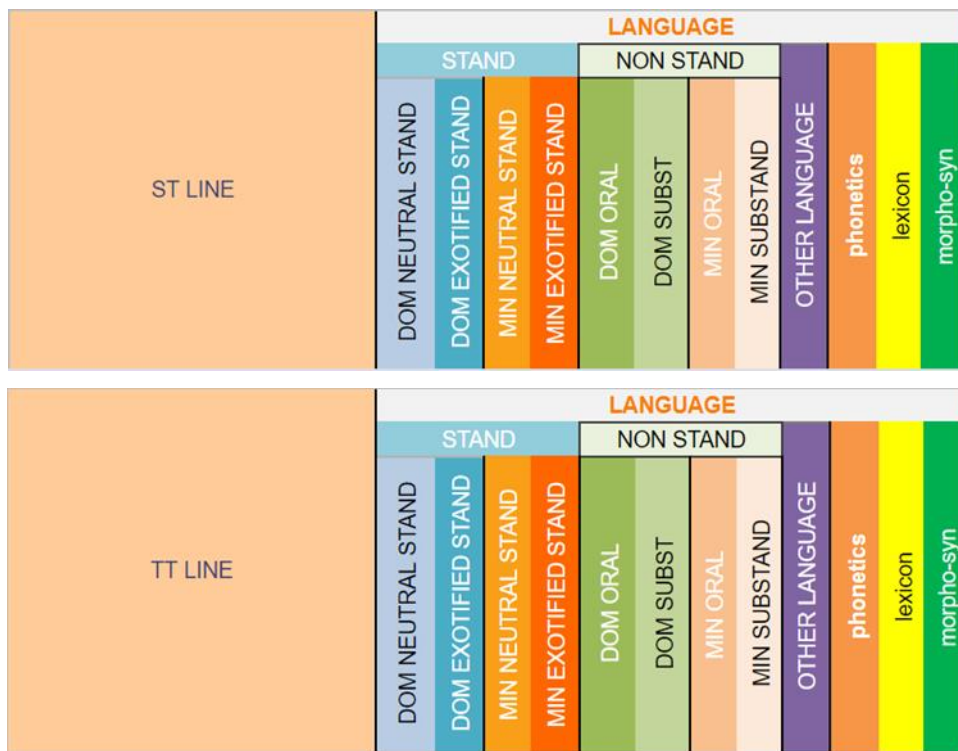 LANGUAGE
STAND
NON STAND
ST LINE
DOM NEUTRAL STAND
DOM EXOTIFIED STAND
MIN NEUTRAL STAND
MIN EXOTIFIED STAND
DOM ORAL
DOM SUBST
MIN ORAL
MIN SUBSTAND
OTHER LANGUAGE
phonetics
lexicon
morpho-syn
LANGUAGE
STAND
NON STAND
TT LINE
DOM NEUTRAL STAND
DOM EXOTIFIED STAND
MIN NEUTRAL STAND
MIN EXOTIFIED STAND
DOM ORAL
DOM SUBST
MIN ORAL
MIN SUBSTAND
OTHER LANGUAGE
phonetics
lexicon
morpho-syn